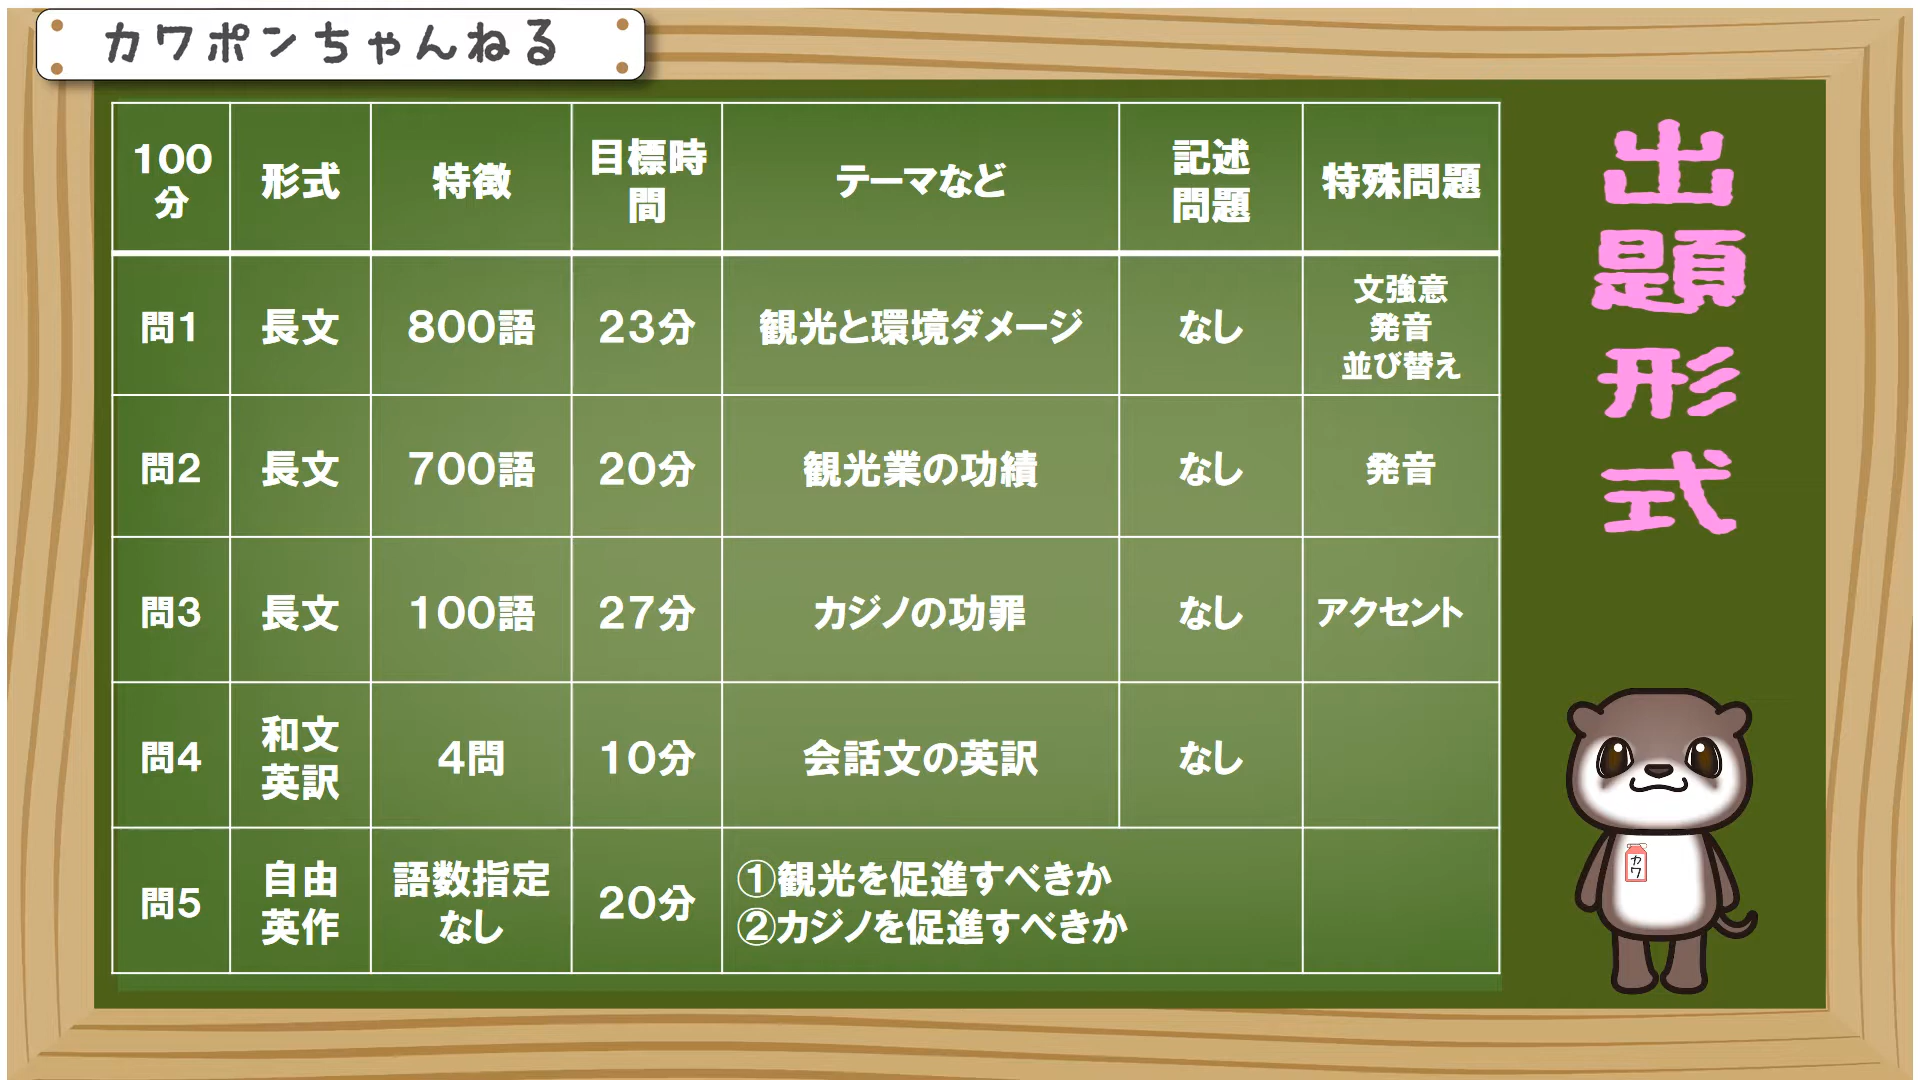 カワポンちゃんねる
出題形式
100
分
形式
特徴
目標時
間
テーマなど
記述
問題
特殊問題
問1
長文
800語
23分
観光と環境ダメージ
なし
文強意
発音
並び替え
問2
長文
700語
20分
観光業の功績
なし
発音
問3
長文
100語
27分
カジノの功罪
なし
アクセント
問4
和文
英訳
4問
10分
会話文の英訳
なし
問5
自由
英作
語数指定
なし
20分
①観光を促進すべきか
②カジノを促進すべきか
カワ